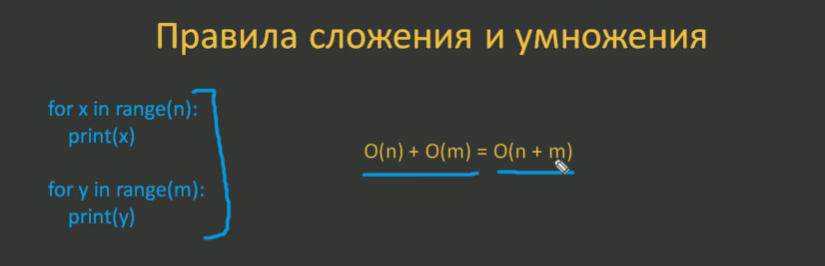 Правила сложения и умножения
for x in range(n):
print(x)
O(n) + O(m) = O(n + m)
for y in range(m):
print(y)